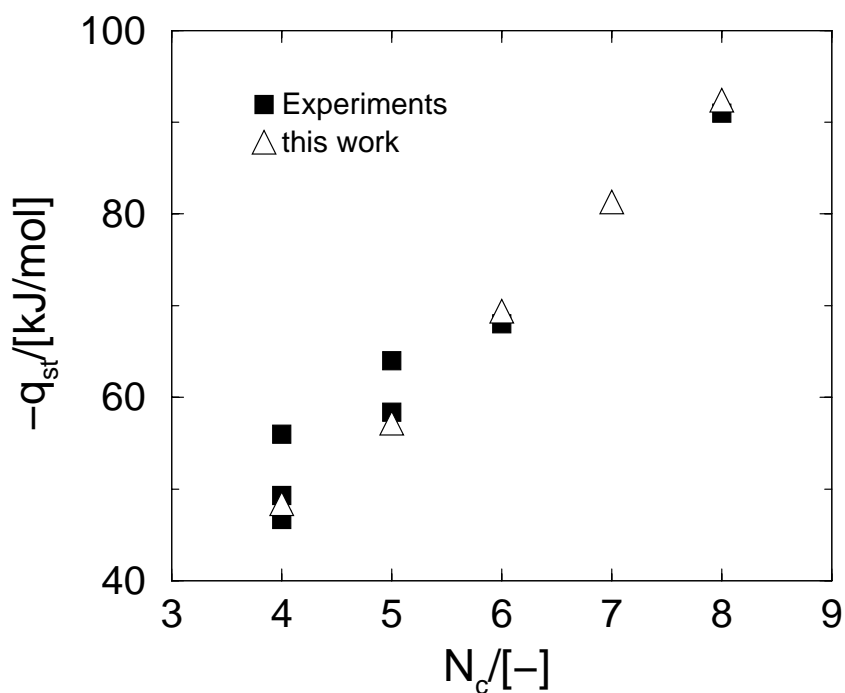 100
80
60
40
−q_st/[kJ/mol]
■ Experiments
△ this work
3 4 5 6 7 8 9
N_c/[−]